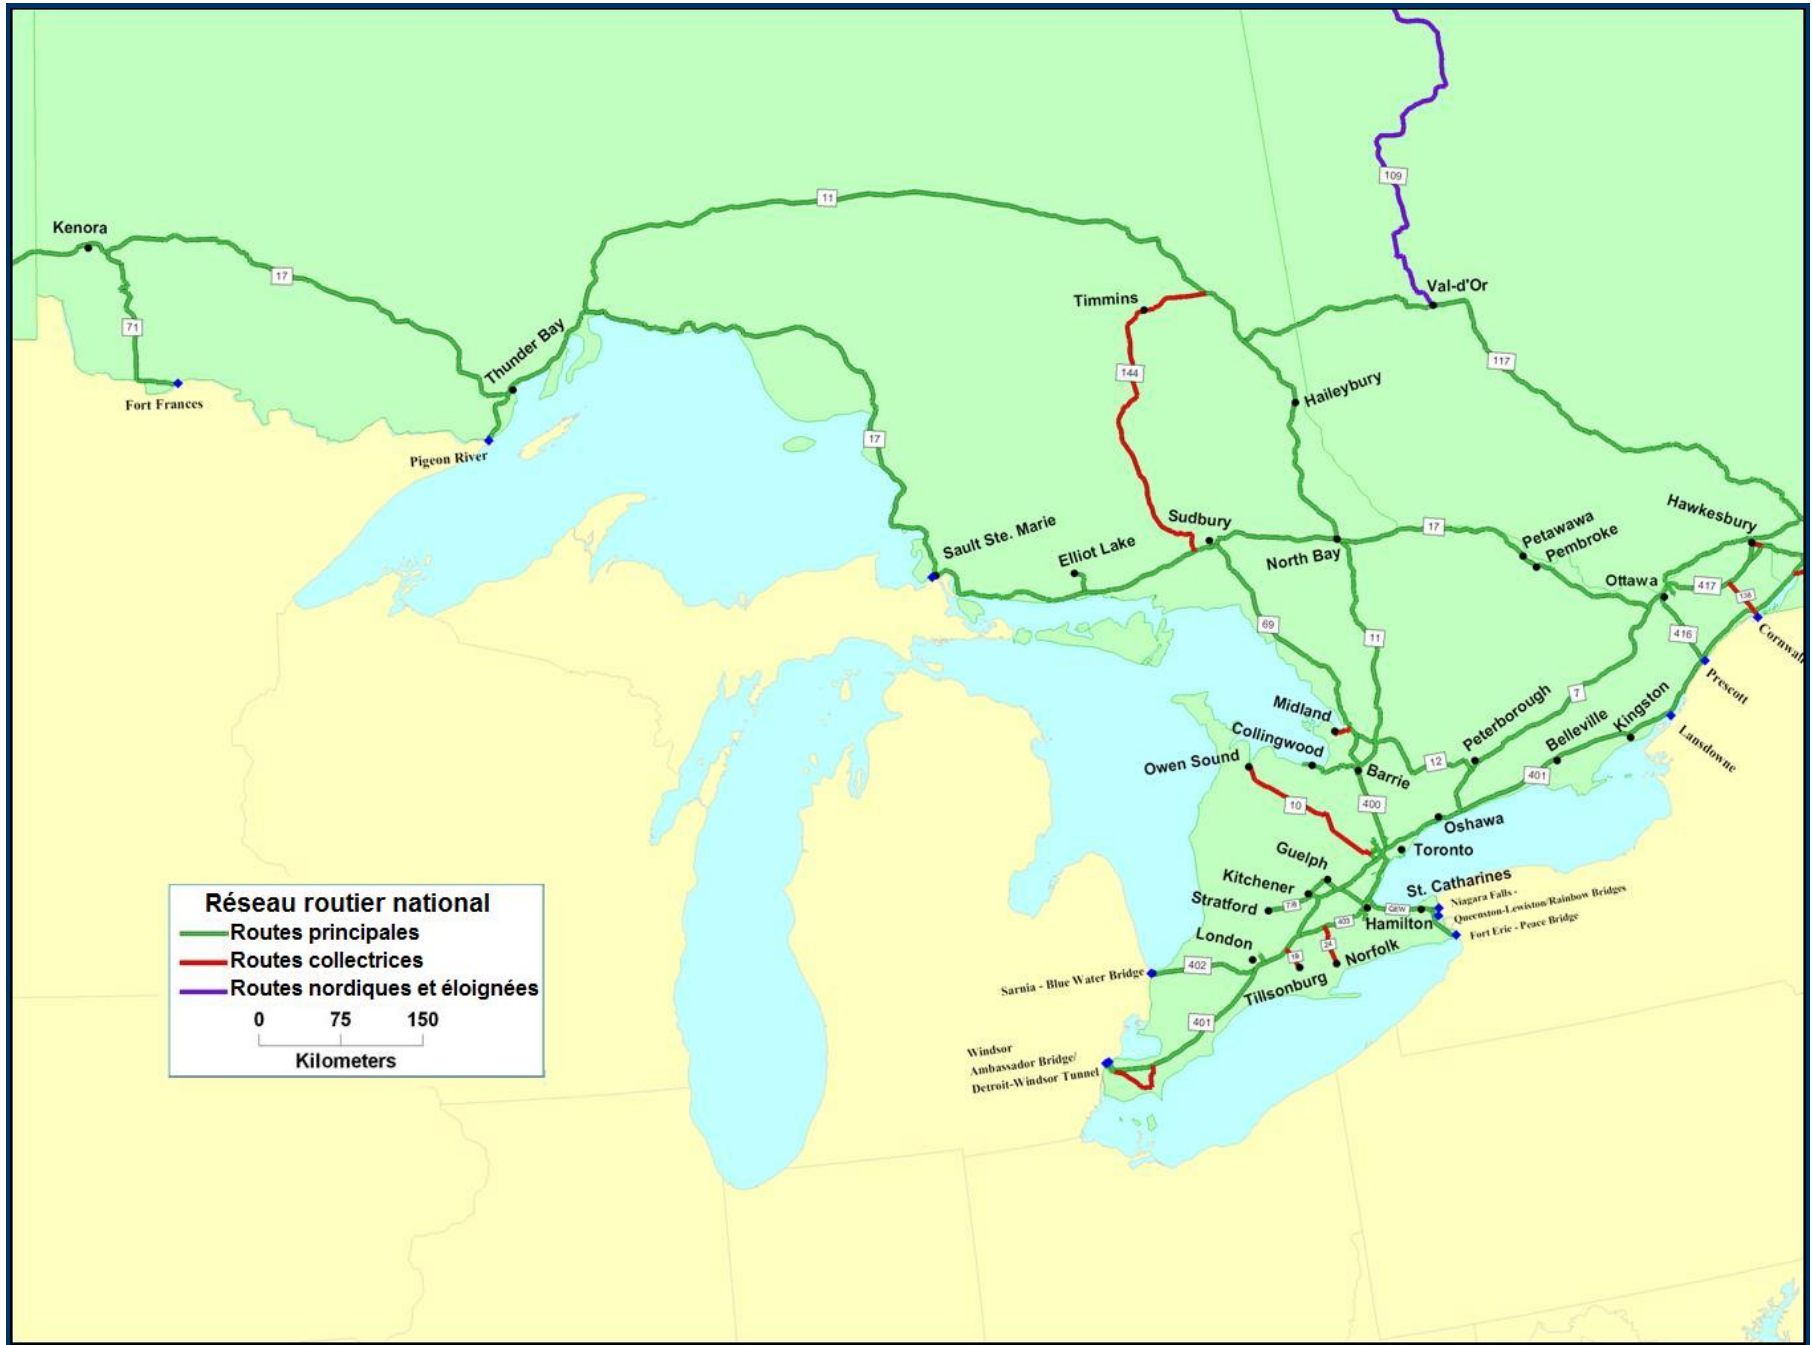 11
109
Kenora
17
Val-d'Or
Timmins
71
Thunder Bay
117
144
Haileybury
Fort Frances
17
Pigeon River
Hawkesbury
Sudbury
17
Petawawa
Sault Ste. Marie
Pembroke
Elliot Lake
North Bay
Ottawa
417
138
69
11
416
Cornwall
Prescott
7
Midland
Peterborough
Kingston
Belleville
Collingwood
Lansdowne
Owen Sound
Barrie
12
401
10
400
Oshawa
Toronto
Guelph
Kitchener
St. Catharines
Niagara Falls -
Queenston-Lewiston/Rainbow Bridges
Stratford
7/8
QEW
403
Hamilton
Fort Erie - Peace Bridge
London
24
Norfolk
19
402
Sarnia - Blue Water Bridge
Tillsonburg
401
Windsor
Ambassador Bridge/
Detroit-Windsor Tunnel
Réseau routier national
Routes principales
Routes collectrices
Routes nordiques et éloignées
0 75 150
Kilometers